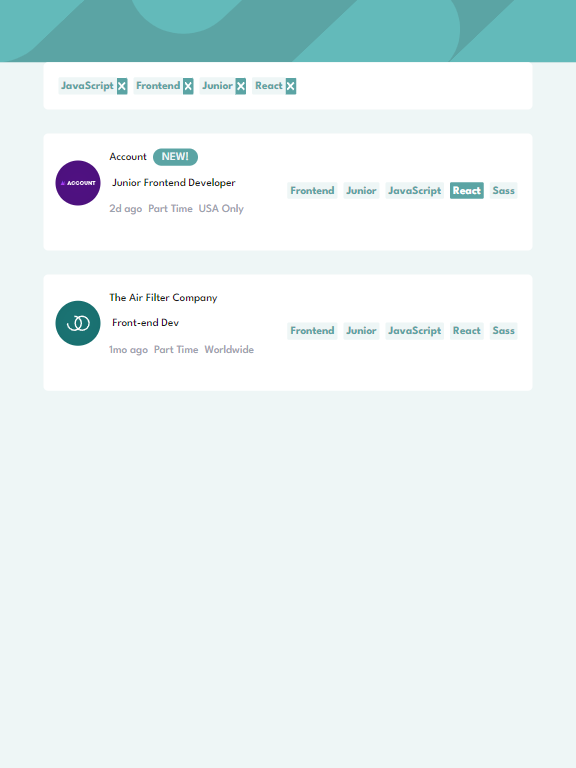 JavaScript X Frontend X Junior X React X
Account NEW!
ACCOUNT
Junior Frontend Developer
2d ago Part Time USA Only
Frontend Junior JavaScript React Sass
The Air Filter Company
Front-end Dev
1mo ago Part Time Worldwide
Frontend Junior JavaScript React Sass